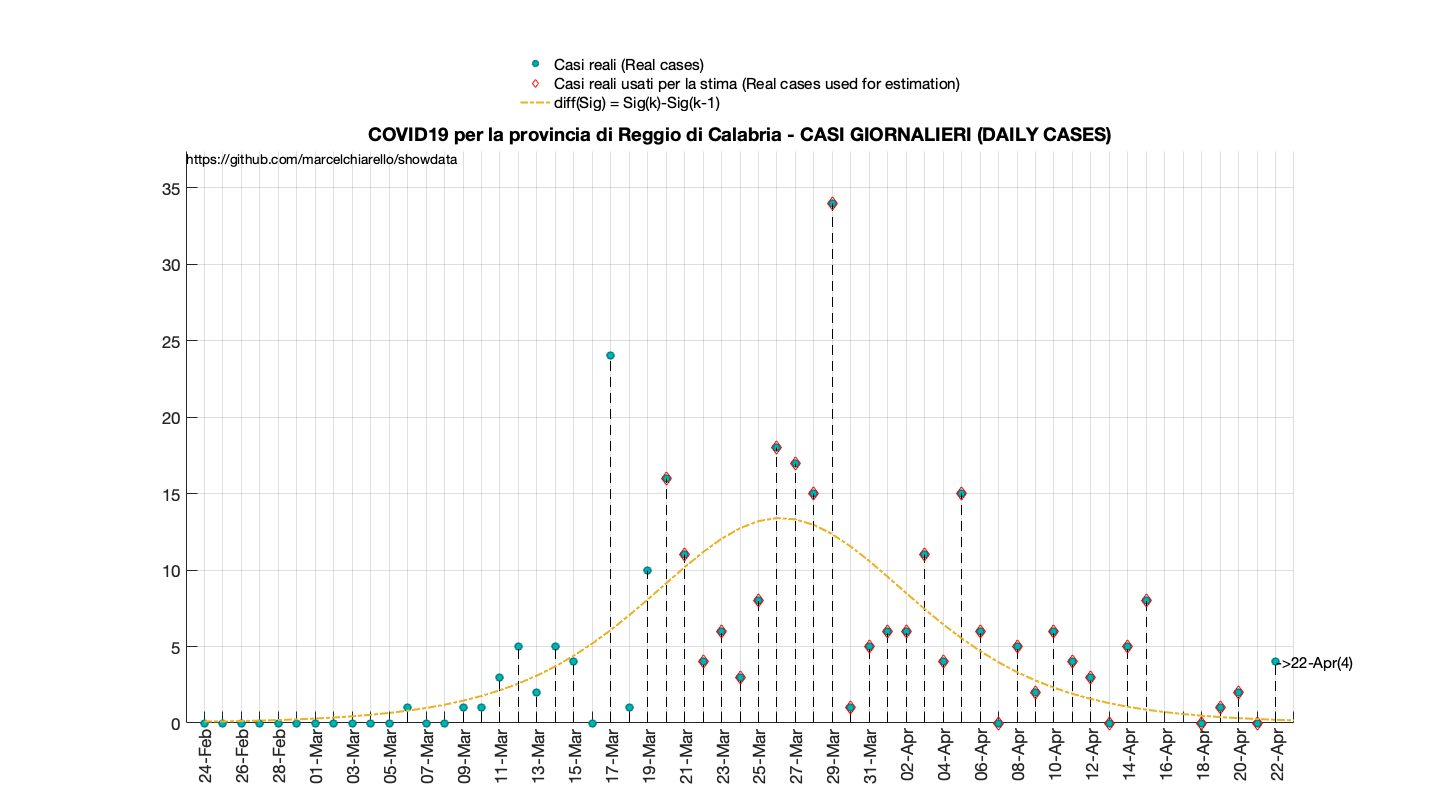 Casi reali (Real cases)
Casi reali usati per la stima (Real cases used for estimation)
diff(Sig) = Sig(k)-Sig(k-1)
COVID19 per la provincia di Reggio di Calabria - CASI GIORNALIERI (DAILY CASES)
https://github.com/marcelchiarello/showdata
35
30
25
20
15
10
5
0
->22-Apr(4)
24-Feb
26-Feb
28-Feb
01-Mar
03-Mar
05-Mar
07-Mar
09-Mar
11-Mar
13-Mar
15-Mar
17-Mar
19-Mar
21-Mar
23-Mar
25-Mar
27-Mar
29-Mar
31-Mar
02-Apr
04-Apr
06-Apr
08-Apr
10-Apr
12-Apr
14-Apr
16-Apr
18-Apr
20-Apr
22-Apr